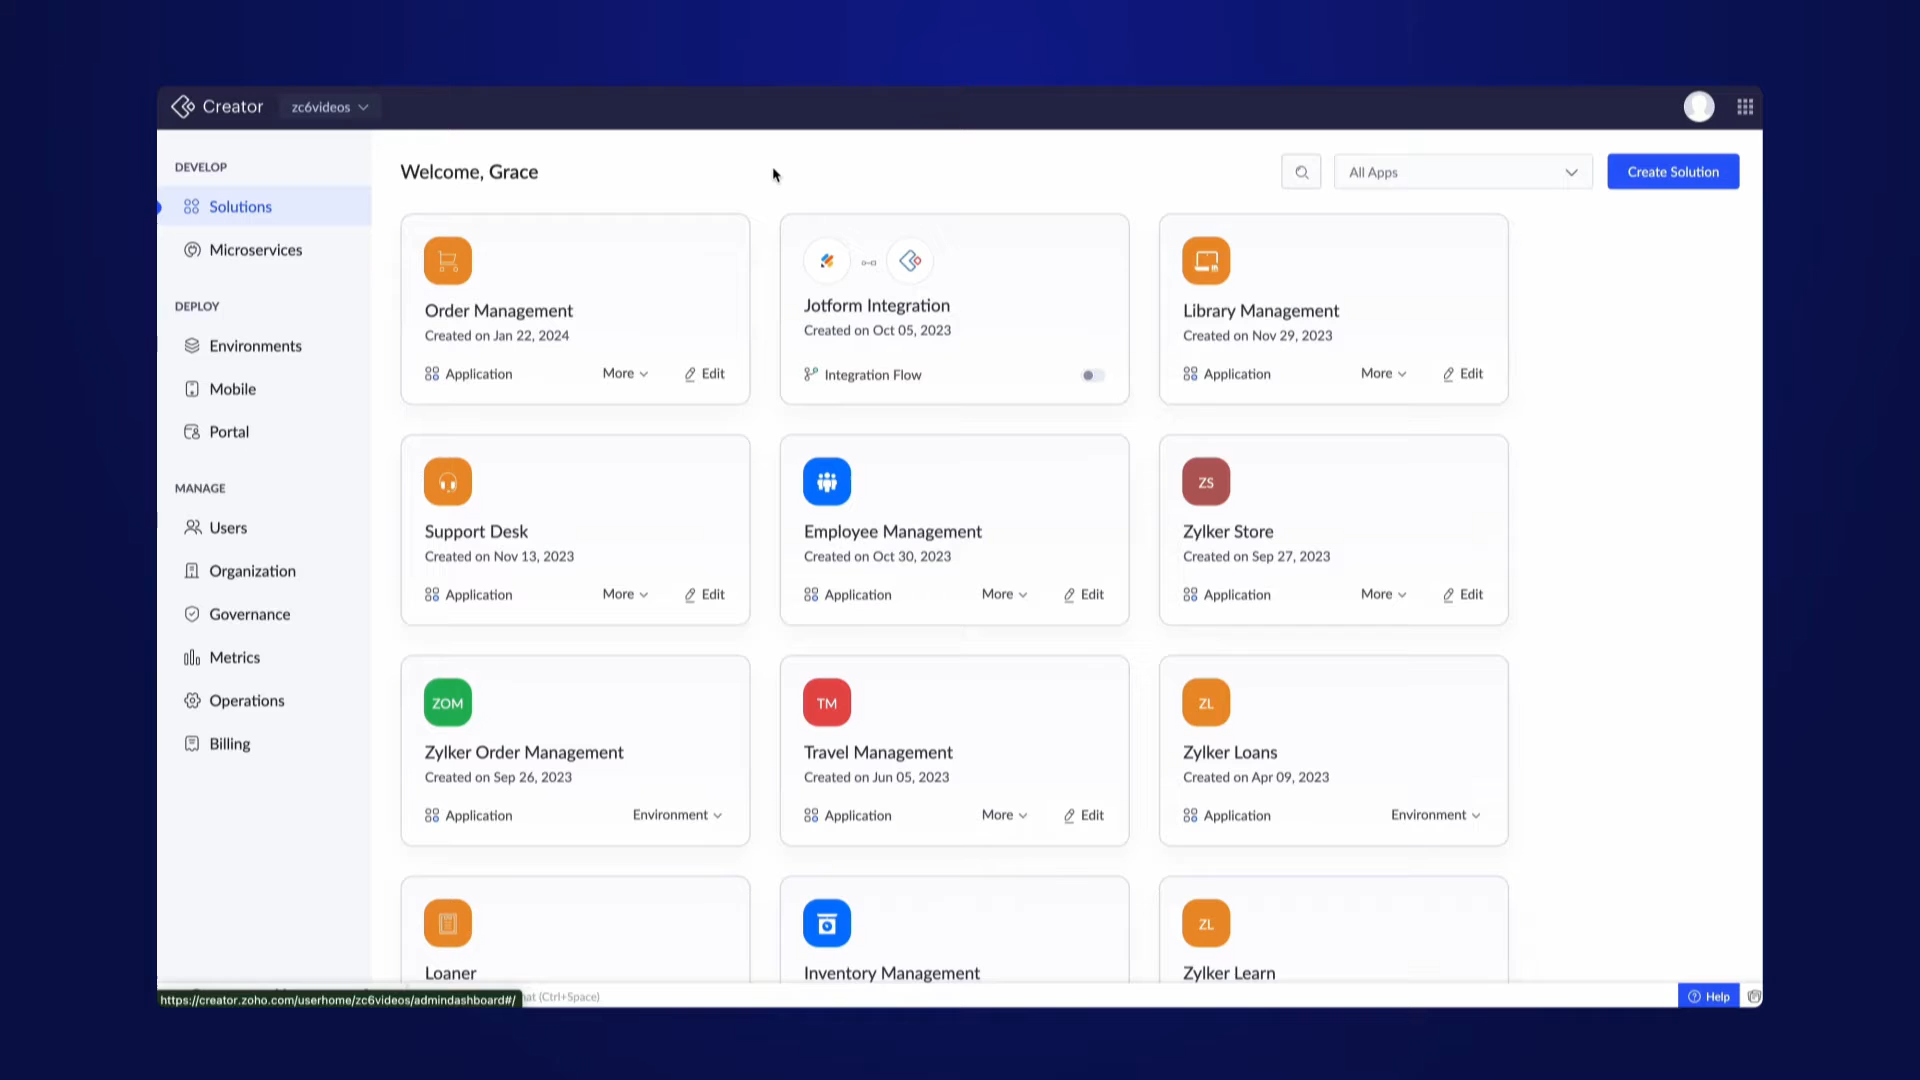 Creator
zc6videos
DEVELOP
Solutions
Microservices
DEPLOY
Environments
Mobile
Portal
MANAGE
Users
Organization
Governance
Metrics
Operations
Billing
Welcome, Grace
All Apps
Create Solution
Order Management
Created on Jan 22, 2024
Application
More
Edit
Jotform Integration
Created on Oct 05, 2023
Integration Flow
Library Management
Created on Nov 29, 2023
Application
More
Edit
Support Desk
Created on Nov 13, 2023
Application
More
Edit
Employee Management
Created on Oct 30, 2023
Application
More
Edit
ZS
Zylker Store
Created on Sep 27, 2023
Application
More
Edit
ZOM
Zylker Order Management
Created on Sep 26, 2023
Application
Environment
TM
Travel Management
Created on Jun 05, 2023
Application
More
Edit
ZL
Zylker Loans
Created on Apr 09, 2023
Application
Environment
Loaner
Inventory Management
ZL
Zylker Learn
https://creator.zoho.com/userhome/zc6videos/admindashboard#/
(Ctrl+Space)
Help